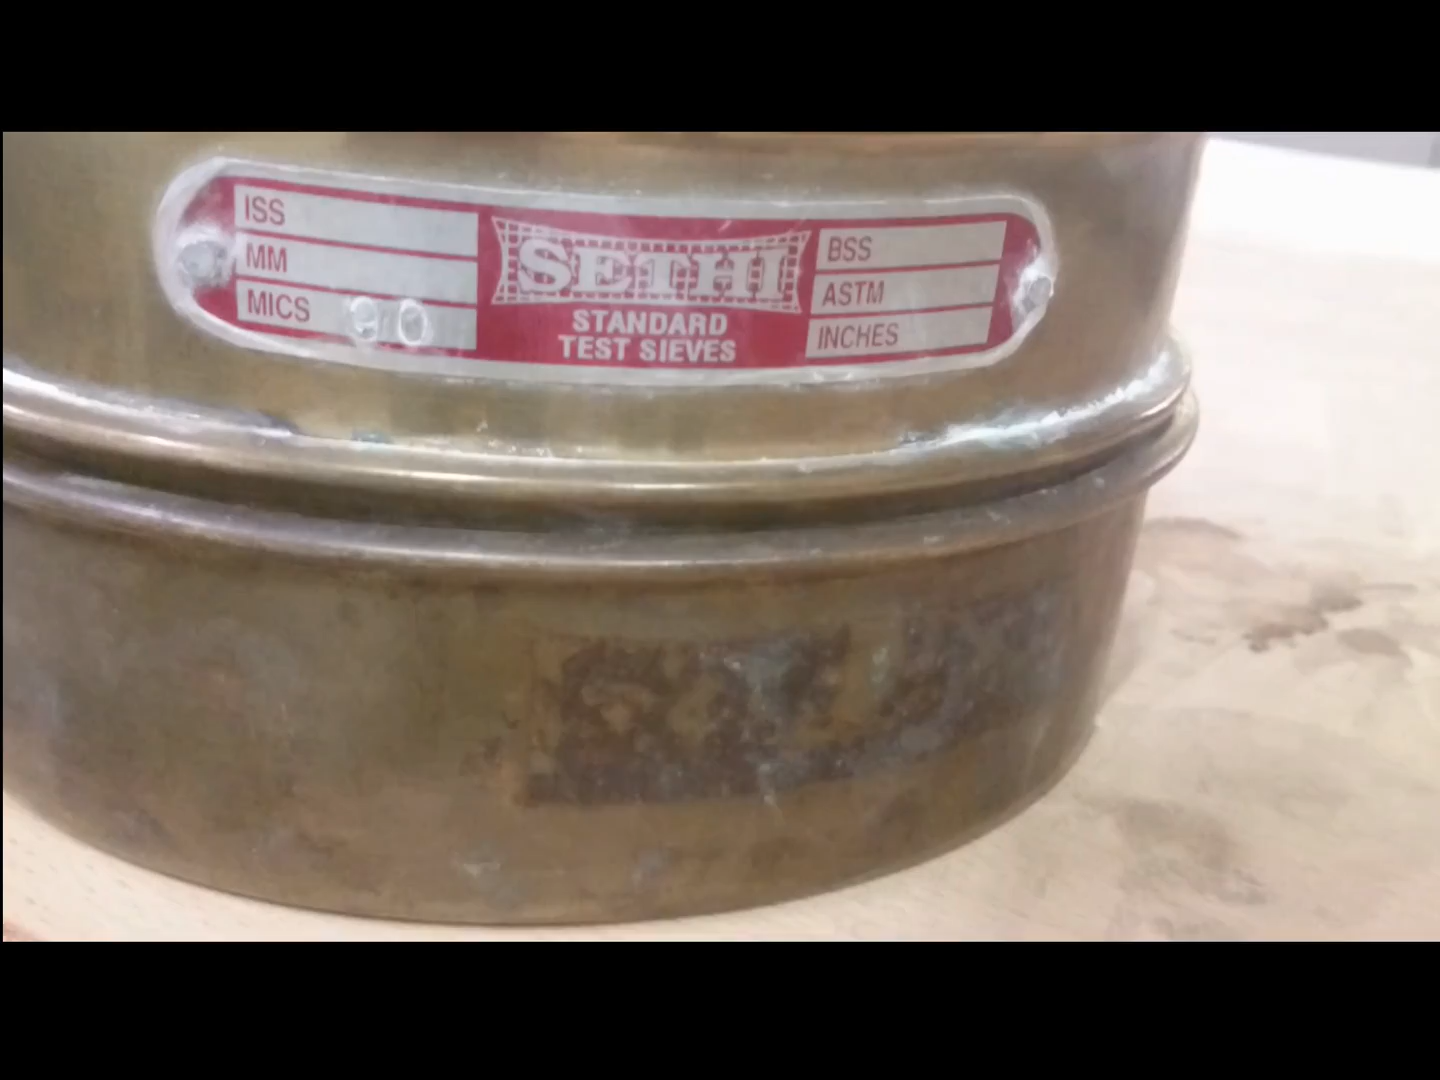 ISS
MM
MICS 90
SETHI
STANDARD
TEST SIEVES
BSS
ASTM
INCHES